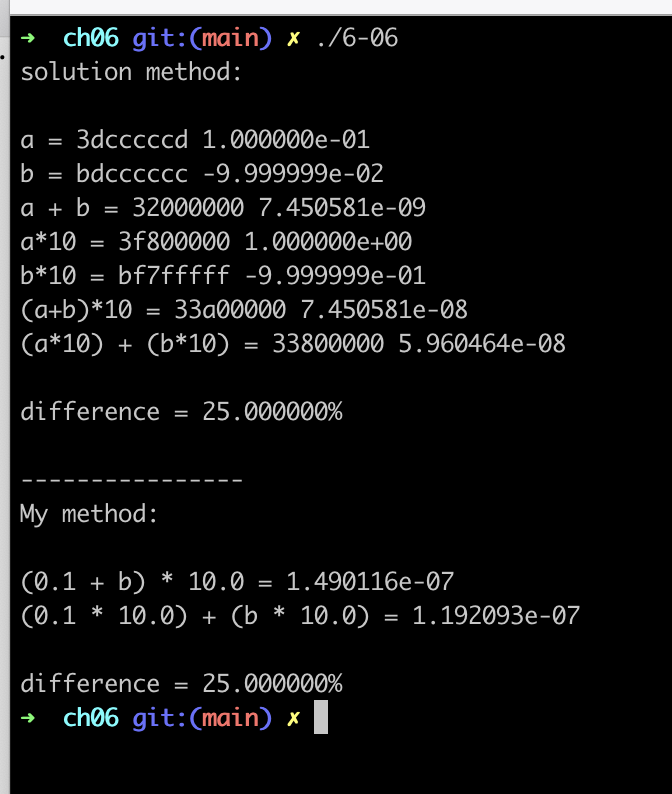 ➜ ch06 git:(main) ✗ ./6-06
solution method:
a = 3dcccccd 1.000000e-01
b = bdcccccc -9.999999e-02
a + b = 32000000 7.450581e-09
a*10 = 3f800000 1.000000e+00
b*10 = bf7fffff -9.999999e-01
(a+b)*10 = 33a00000 7.450581e-08
(a*10) + (b*10) = 33800000 5.960464e-08
difference = 25.000000%
----------------
My method:
(0.1 + b) * 10.0 = 1.490116e-07
(0.1 * 10.0) + (b * 10.0) = 1.192093e-07
difference = 25.000000%
➜ ch06 git:(main) ✗